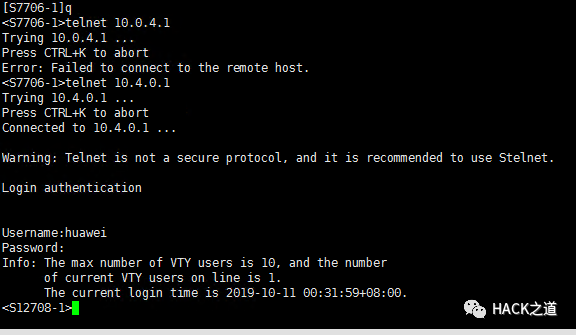 [S7706-1]q
<S7706-1>telnet 10.0.4.1
Trying 10.0.4.1 ...
Press CTRL+K to abort
Error: Failed to connect to the remote host.
<S7706-1>telnet 10.4.0.1
Trying 10.4.0.1 ...
Press CTRL+K to abort
Connected to 10.4.0.1 ...
Warning: Telnet is not a secure protocol, and it is recommended to use Stelnet.
Login authentication
Username:huawei
Password:
Info: The max number of VTY users is 10, and the number
of current VTY users on line is 1.
The current login time is 2019-10-11 00:31:59+08:00.
<S12708-1>
HACK之道